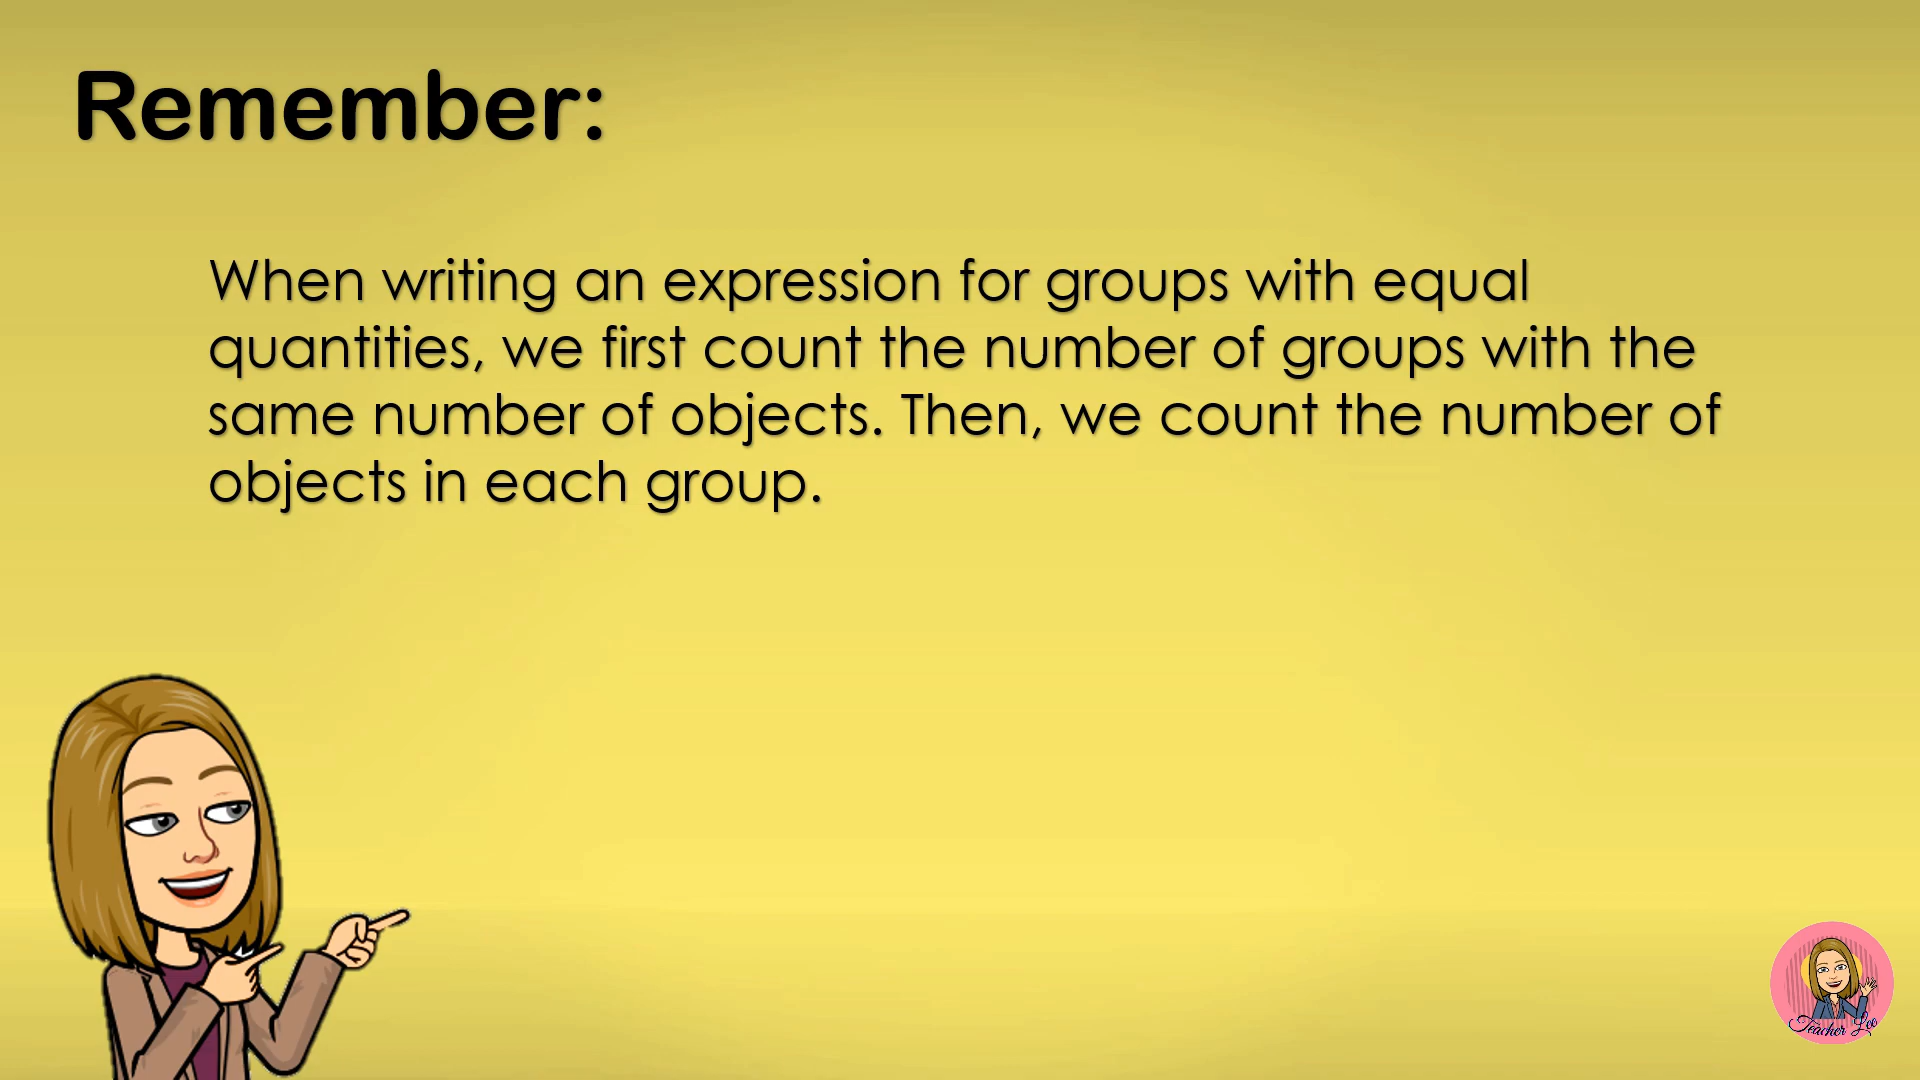 Remember:
When writing an expression for groups with equal
quantities, we first count the number of groups with the
same number of objects. Then, we count the number of
objects in each group.
Teacher Leo